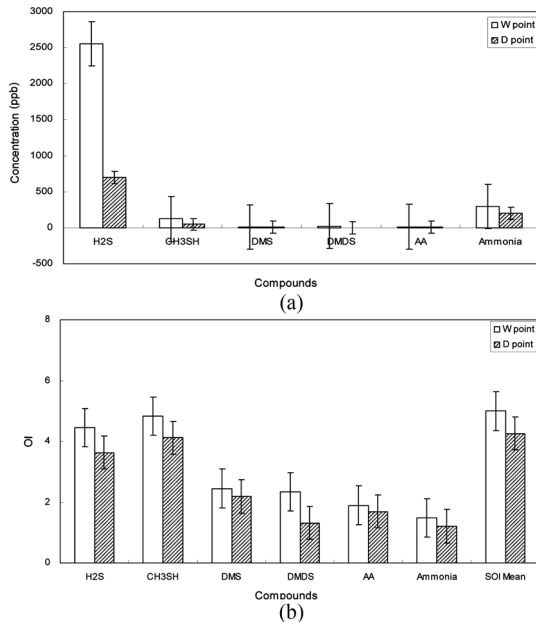 3000
2500
2000
1500
1000
500
0
-500
Concentration (ppb)
W point
D point
H2S
CH3SH
DMS
DMDS
AA
Ammonia
Compounds
(a)
8
6
4
2
0
OI
W point
D point
H2S
CH3SH
DMS
DMDS
AA
Ammonia
SOI Mean
Compounds
(b)